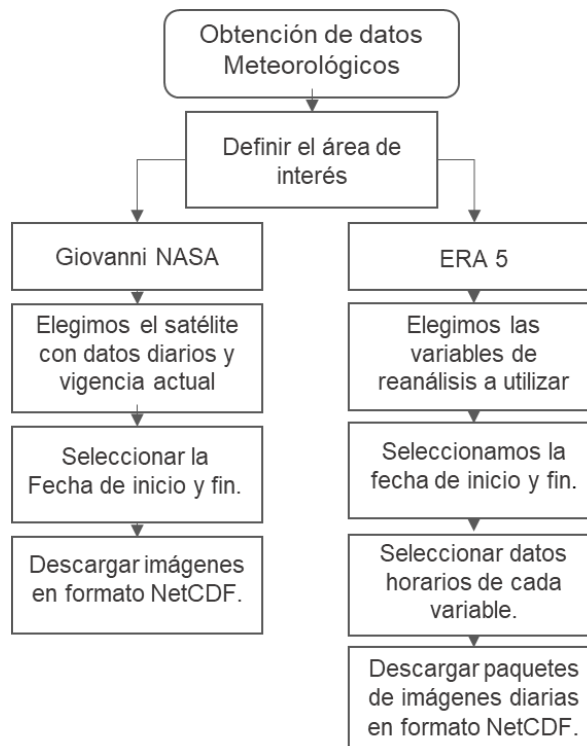 Obtención de datos
Meteorológicos
Definir el área de
interés
Giovanni NASA
Elegimos el satélite
con datos diarios y
vigencia actual
Seleccionar la
Fecha de inicio y fin.
Descargar imágenes
en formato NetCDF.
ERA 5
Elegimos las
variables de
reanálisis a utilizar
Seleccionamos la
fecha de inicio y fin.
Seleccionar datos
horarios de cada
variable.
Descargar paquetes
de imágenes diarias
en formato NetCDF.